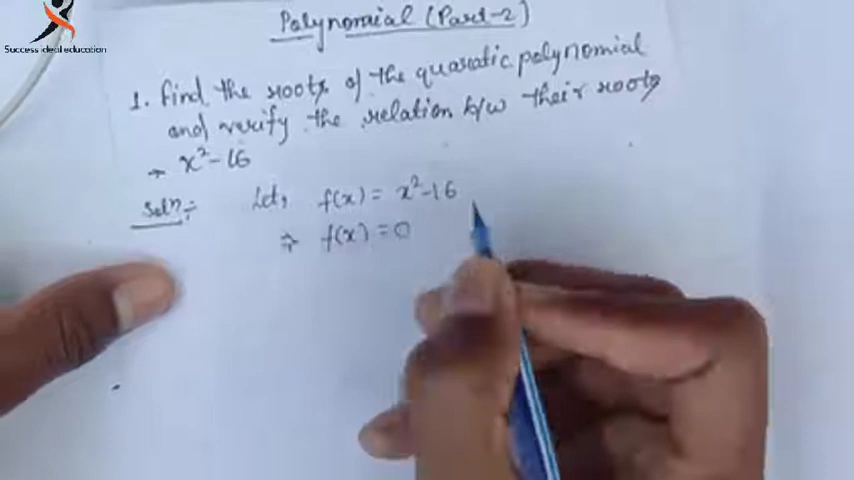 Success ideal education
Polynomial (Part-2)
1. Find the roots of the quadratic polynomial
and verify the relation b/w their roots
→ x²-16
Solⁿ:- Let, f(x) = x²-16
⇒ f(x) = 0